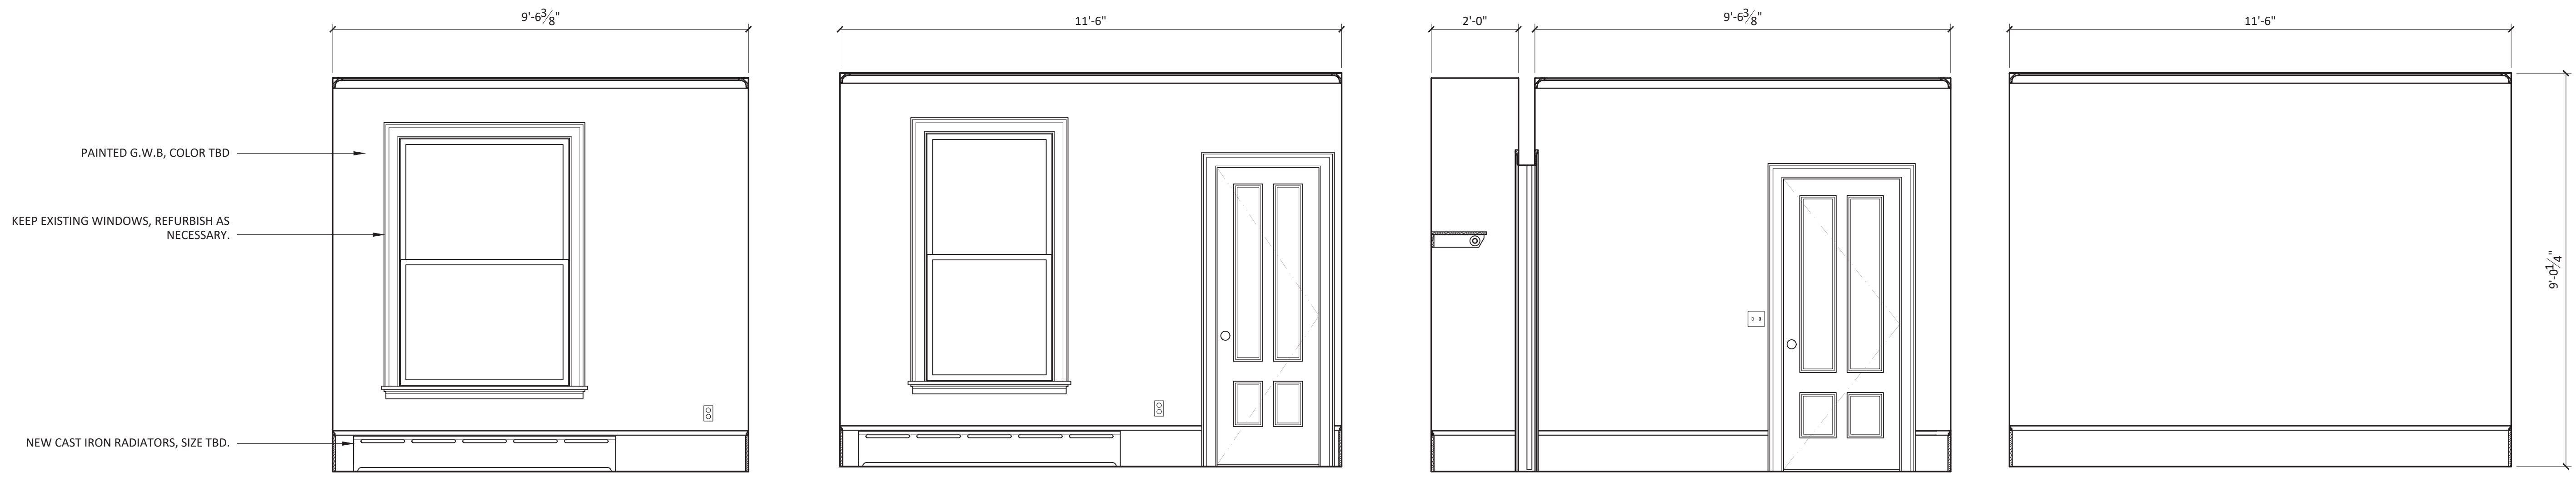 9'-6 3/8"
11'-6"
2'-0"
9'-6 3/8"
11'-6"
PAINTED G.W.B, COLOR TBD
KEEP EXISTING WINDOWS, REFURBISH AS
NECESSARY.
NEW CAST IRON RADIATORS, SIZE TBD.
9'-0 1/4"